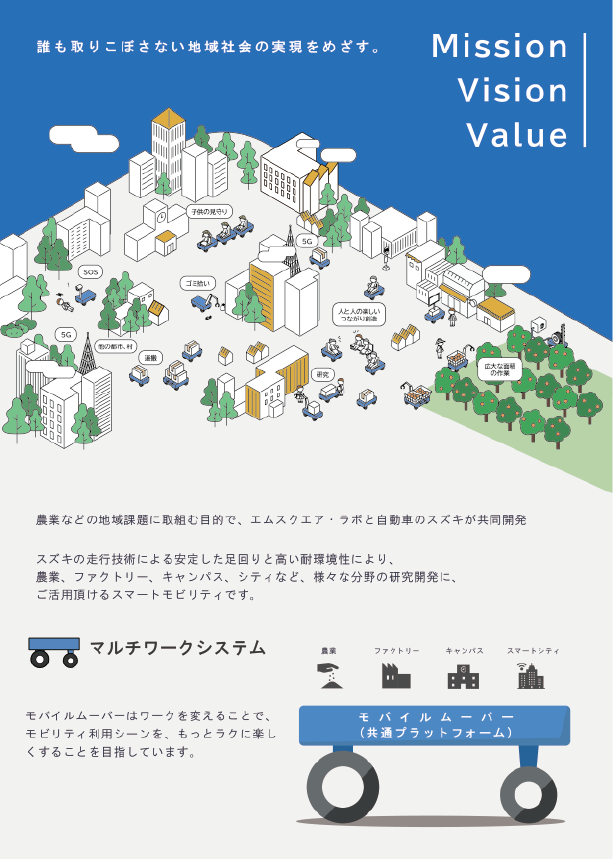 誰も取りこぼさない地域社会の実現をめざす。
Mission
Vision
Value
子供の見守り
5G
SOS
ゴミ拾い
人と人の楽しい
つながり創造
5G
他の都市、村
運搬
研究
広大な面積
の作業
農業などの地域課題に取組む目的で、エムスクエア・ラボと自動車のスズキが共同開発
スズキの走行技術による安定した足回りと高い耐環境性により、
農業、ファクトリー、キャンパス、シティなど、様々な分野の研究開発に、
ご活用頂けるスマートモビリティです。
マルチワークシステム
農業
ファクトリー
キャンパス
スマートシティ
モバイルムーバーはワークを変えることで、
モビリティ利用シーンを、もっとラクに楽し
くすることを目指しています。
モバイルムーバー
（共通プラットフォーム）